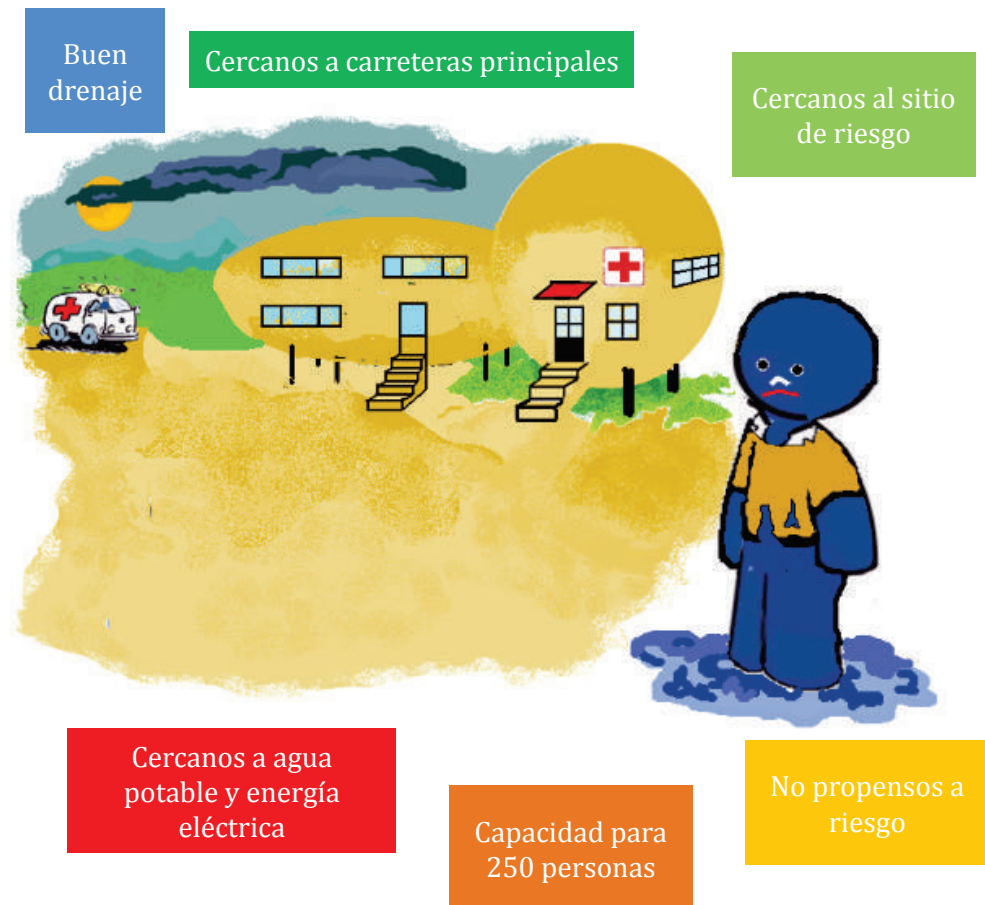 Buen
drenaje
Cercanos a carreteras principales
Cercanos al sitio
de riesgo
Cercanos a agua
potable y energía
eléctrica
Capacidad para
250 personas
No propensos a
riesgo